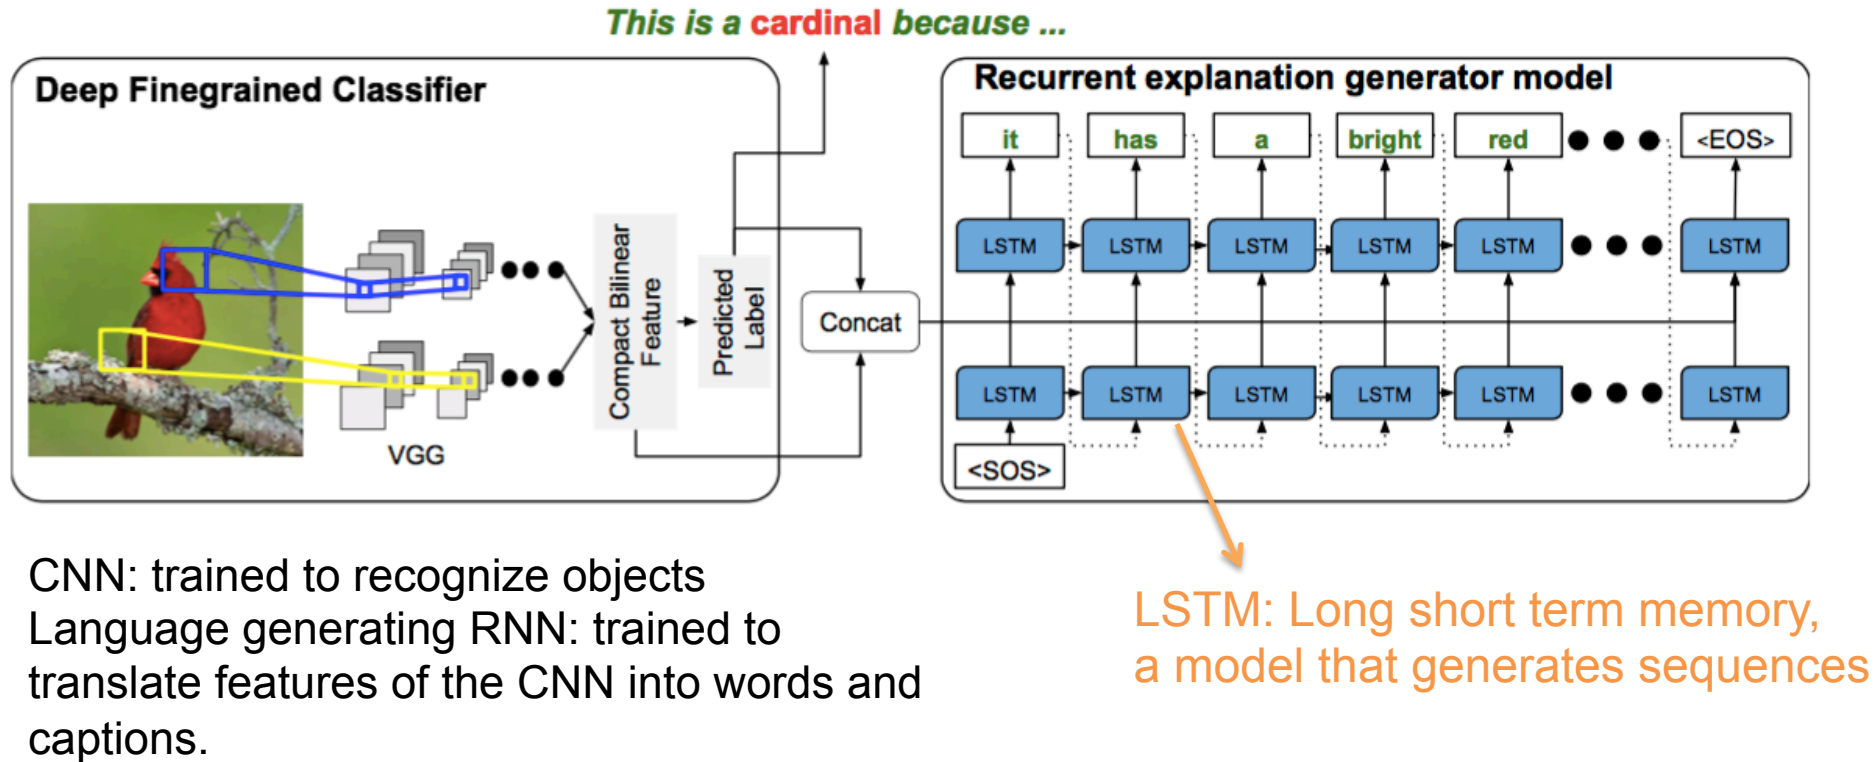 This is a cardinal because ...
Deep Finegrained Classifier
VGG
Compact Bilinear
Feature
Predicted
Label
Concat
Recurrent explanation generator model
it has a bright red <EOS>
LSTM LSTM LSTM LSTM LSTM LSTM
LSTM LSTM LSTM LSTM LSTM LSTM
<SOS>
CNN: trained to recognize objects
Language generating RNN: trained to
translate features of the CNN into words and
captions.
LSTM: Long short term memory,
a model that generates sequences